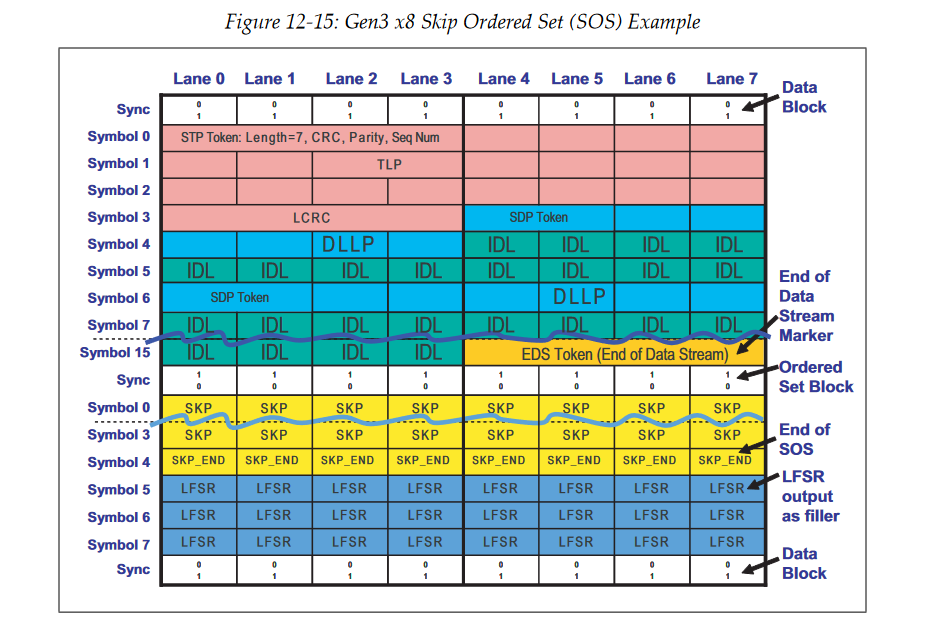 Figure 12-15: Gen3 x8 Skip Ordered Set (SOS) Example
Lane 0 Lane 1 Lane 2 Lane 3 Lane 4 Lane 5 Lane 6 Lane 7
Data
Block
Sync 0 0 0 0 0 0 0 0
1 1 1 1 1 1 1 1
Symbol 0 STP Token: Length=7, CRC, Parity, Seq Num
Symbol 1 TLP
Symbol 2
Symbol 3 LCRC SDP Token
Symbol 4 DLLP IDL IDL IDL IDL
Symbol 5 IDL IDL IDL IDL IDL IDL IDL IDL
Symbol 6 SDP Token DLLP
Symbol 7 IDL IDL IDL IDL IDL IDL IDL IDL
End of
Data
Stream
Marker
Symbol 15 IDL IDL IDL IDL EDS Token (End of Data Stream)
Sync 1 1 1 1 1 1 1 1
0 0 0 0 0 0 0 0
Ordered
Set Block
Symbol 0 SKP SKP SKP SKP SKP SKP SKP SKP
Symbol 3 SKP SKP SKP SKP SKP SKP SKP SKP
End of
SOS
Symbol 4 SKP_END SKP_END SKP_END SKP_END SKP_END SKP_END SKP_END SKP_END
Symbol 5 LFSR LFSR LFSR LFSR LFSR LFSR LFSR LFSR
Symbol 6 LFSR LFSR LFSR LFSR LFSR LFSR LFSR LFSR
Symbol 7 LFSR LFSR LFSR LFSR LFSR LFSR LFSR LFSR
LFSR
output
as filler
Sync 0 0 0 0 0 0 0 0
1 1 1 1 1 1 1 1
Data
Block